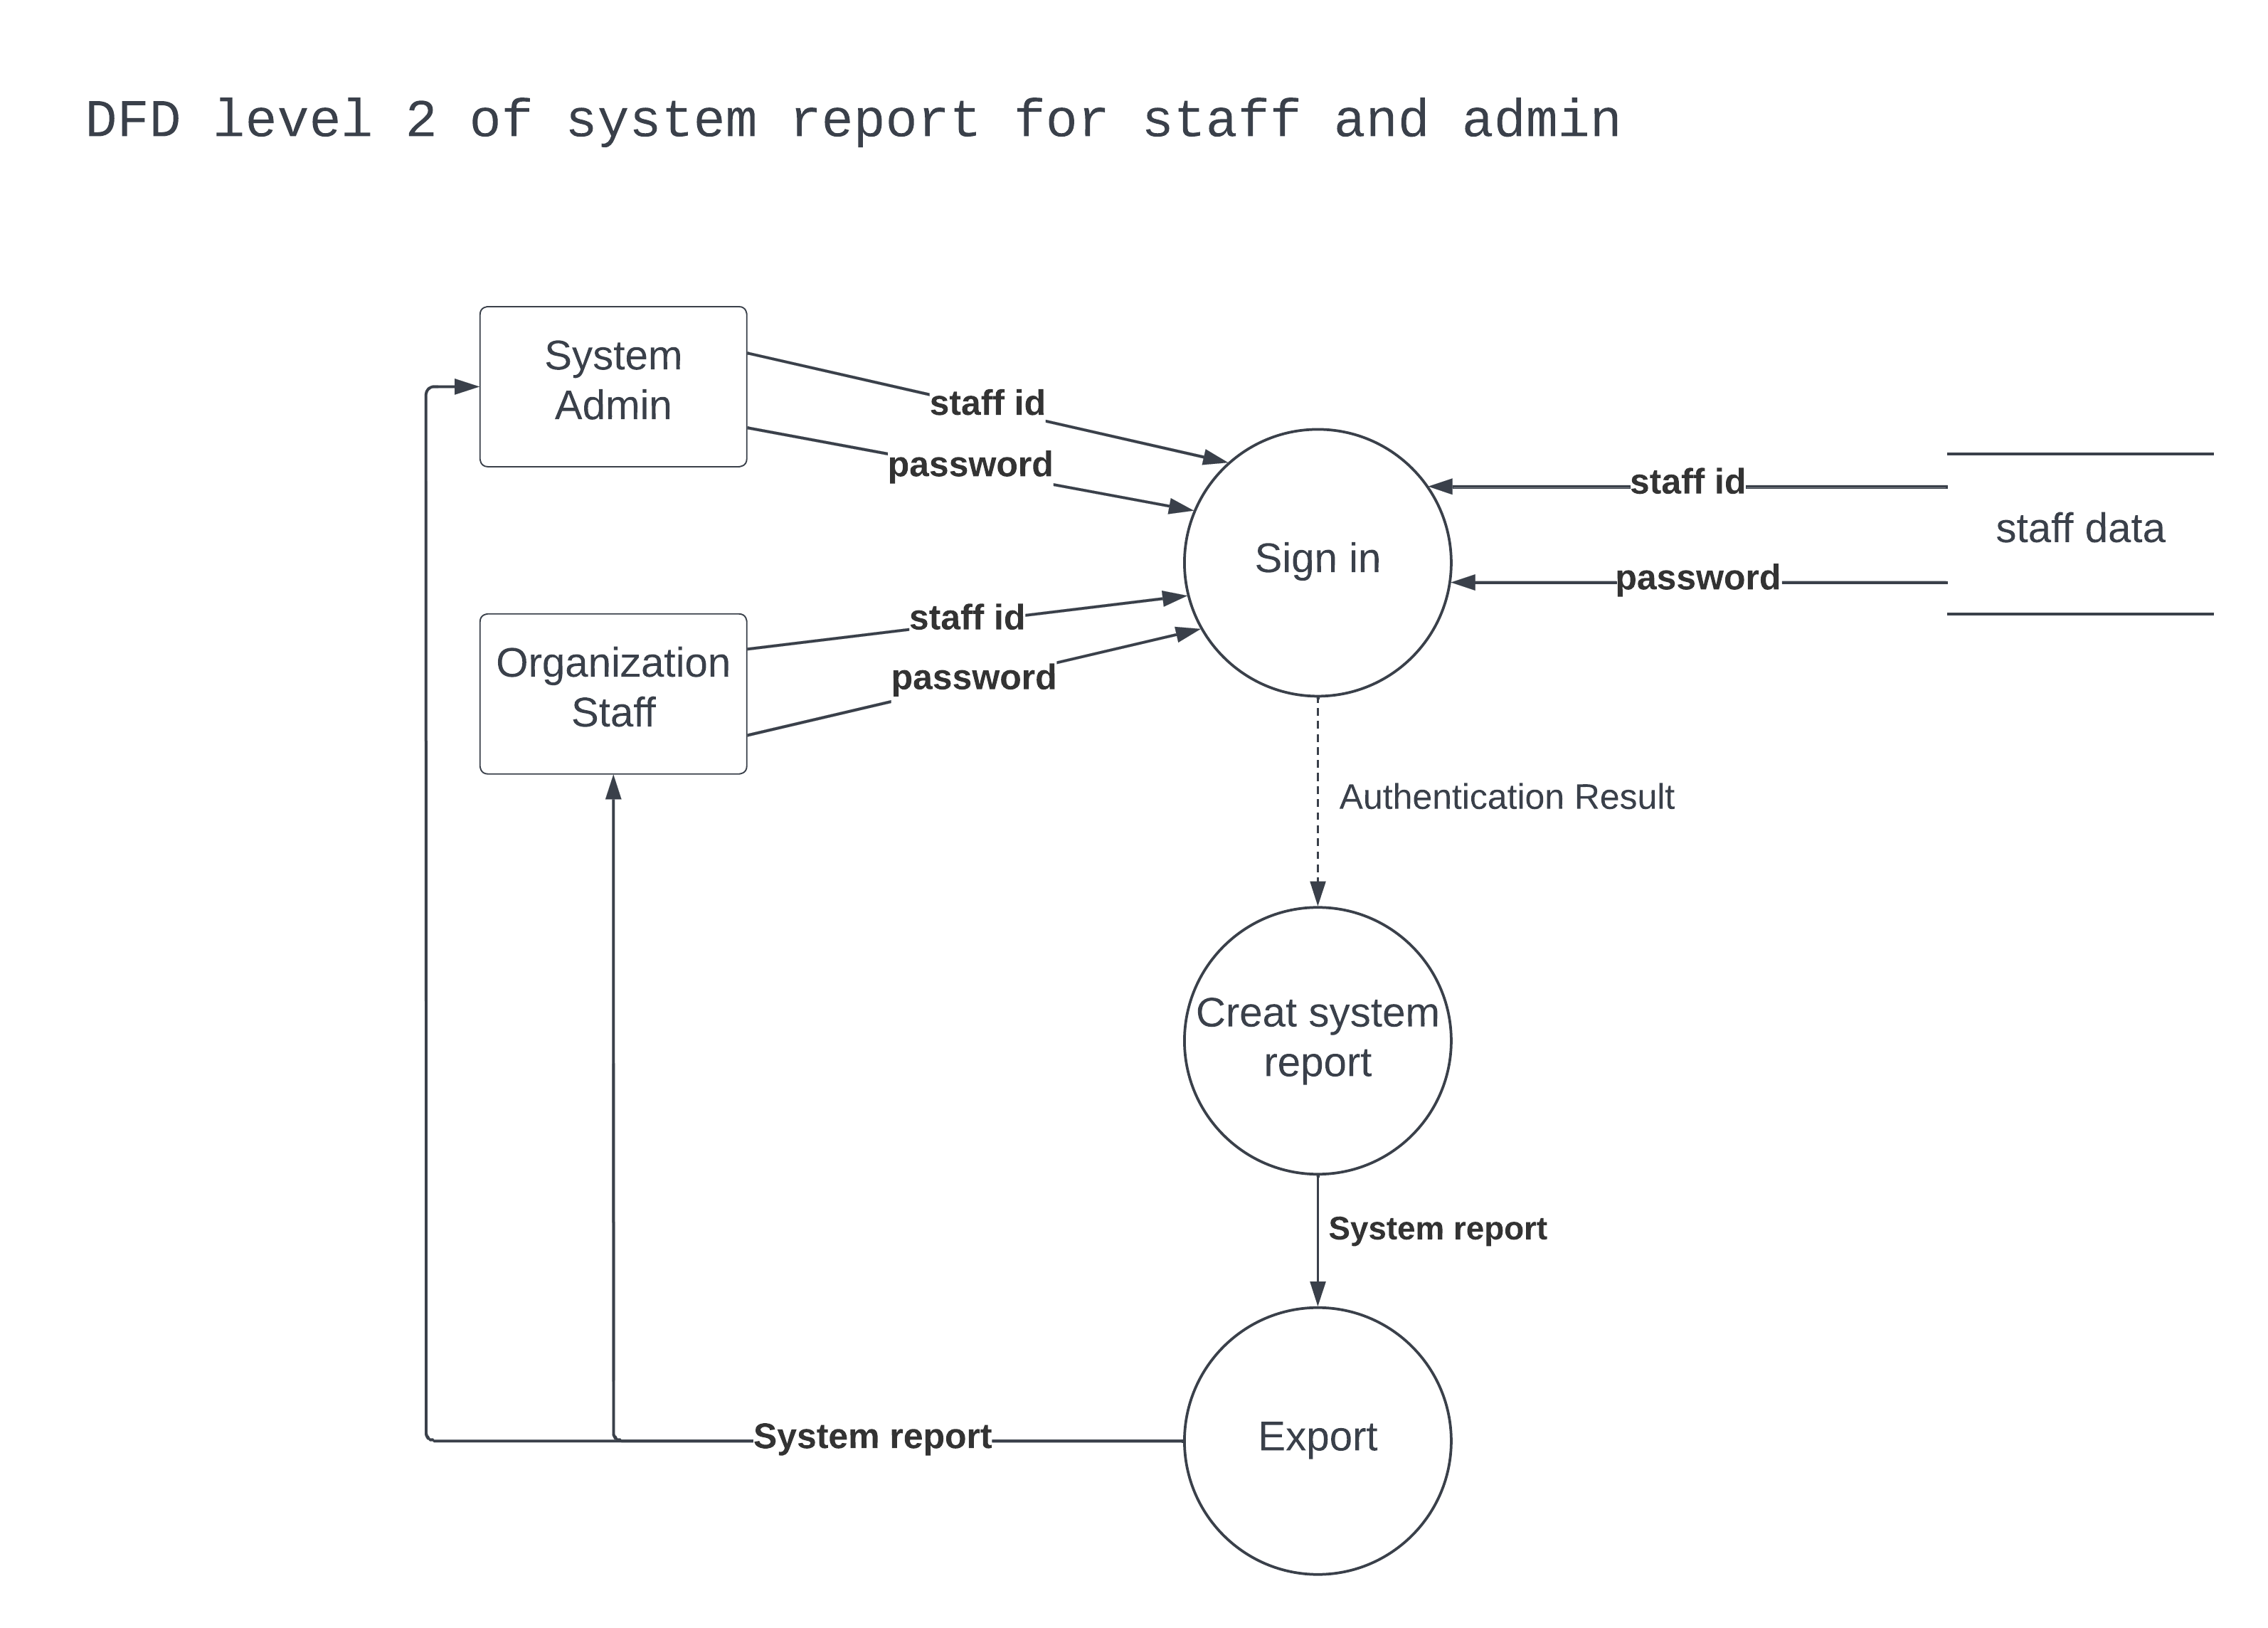 DFD level 2 of system report for staff and admin
System
Admin
staff id
password
staff id
Sign in
staff data
password
staff id
Organization
Staff
password
Authentication Result
Creat system
report
System report
System report
Export